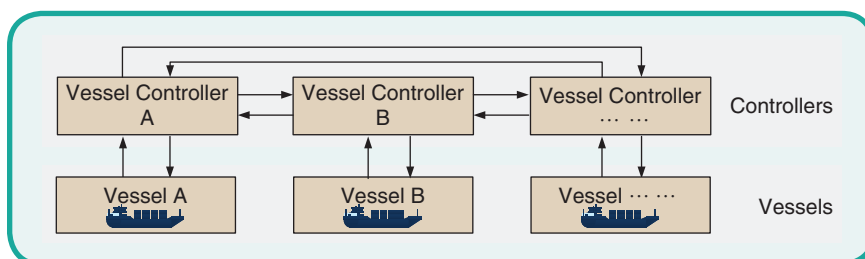 Vessel Controller
A
Vessel Controller
B
Vessel Controller
... ...
Controllers
Vessel A
Vessel B
Vessel ... ...
Vessels